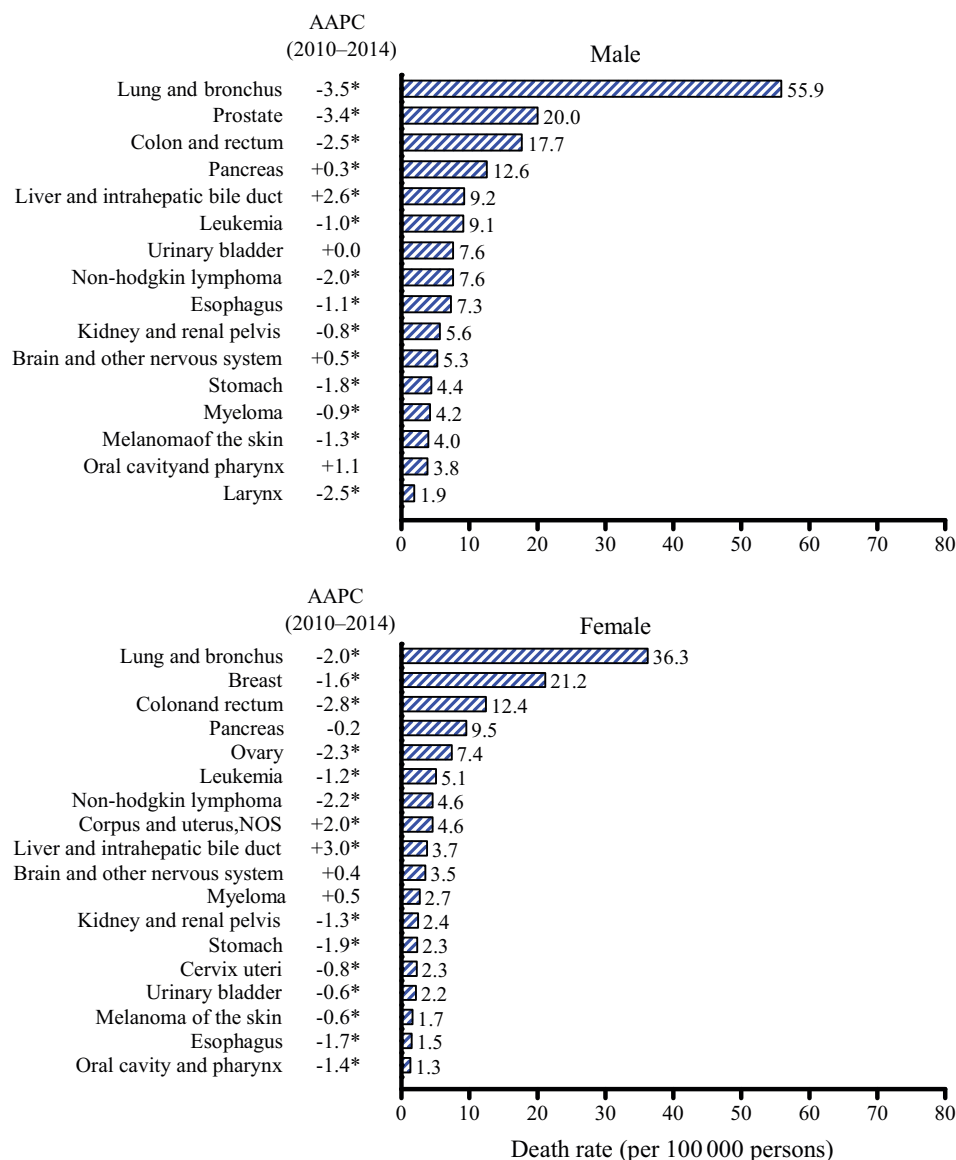 AAPC
(2010–2014)
Male
Lung and bronchus -3.5* 55.9
Prostate -3.4* 20.0
Colon and rectum -2.5* 17.7
Pancreas +0.3* 12.6
Liver and intrahepatic bile duct +2.6* 9.2
Leukemia -1.0* 9.1
Urinary bladder +0.0 7.6
Non-hodgkin lymphoma -2.0* 7.6
Esophagus -1.1* 7.3
Kidney and renal pelvis -0.8* 5.6
Brain and other nervous system +0.5* 5.3
Stomach -1.8* 4.4
Myeloma -0.9* 4.2
Melanomaof the skin -1.3* 4.0
Oral cavityand pharynx +1.1 3.8
Larynx -2.5* 1.9
0 10 20 30 40 50 60 70 80
AAPC
(2010–2014)
Female
Lung and bronchus -2.0* 36.3
Breast -1.6* 21.2
Colonand rectum -2.8* 12.4
Pancreas -0.2 9.5
Ovary -2.3* 7.4
Leukemia -1.2* 5.1
Non-hodgkin lymphoma -2.2* 4.6
Corpus and uterus,NOS +2.0* 4.6
Liver and intrahepatic bile duct +3.0* 3.7
Brain and other nervous system +0.4 3.5
Myeloma +0.5 2.7
Kidney and renal pelvis -1.3* 2.4
Stomach -1.9* 2.3
Cervix uteri -0.8* 2.3
Urinary bladder -0.6* 2.2
Melanoma of the skin -0.6* 1.7
Esophagus -1.7* 1.5
Oral cavity and pharynx -1.4* 1.3
0 10 20 30 40 50 60 70 80
Death rate (per 100 000 persons)